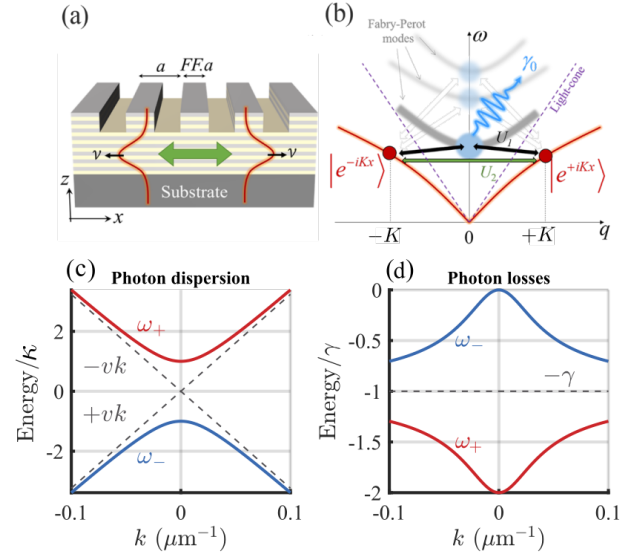 (a)
a
FF.a
v
v
z
x
Substrate
(b)
ω
Fabry-Perot
modes
γ0
Light-cone
U1
U2
|e^{-iKx}⟩
|e^{+iKx}⟩
−K
0
+K
q
(c)
Photon dispersion
Energy/κ
2
0
-2
ω+
−vk
+vk
ω−
-0.1
0
0.1
k (μm⁻¹)
(d)
Photon losses
Energy/γ
0
-0.5
-1
-1.5
-2
ω−
−γ
ω+
-0.1
0
0.1
k (μm⁻¹)